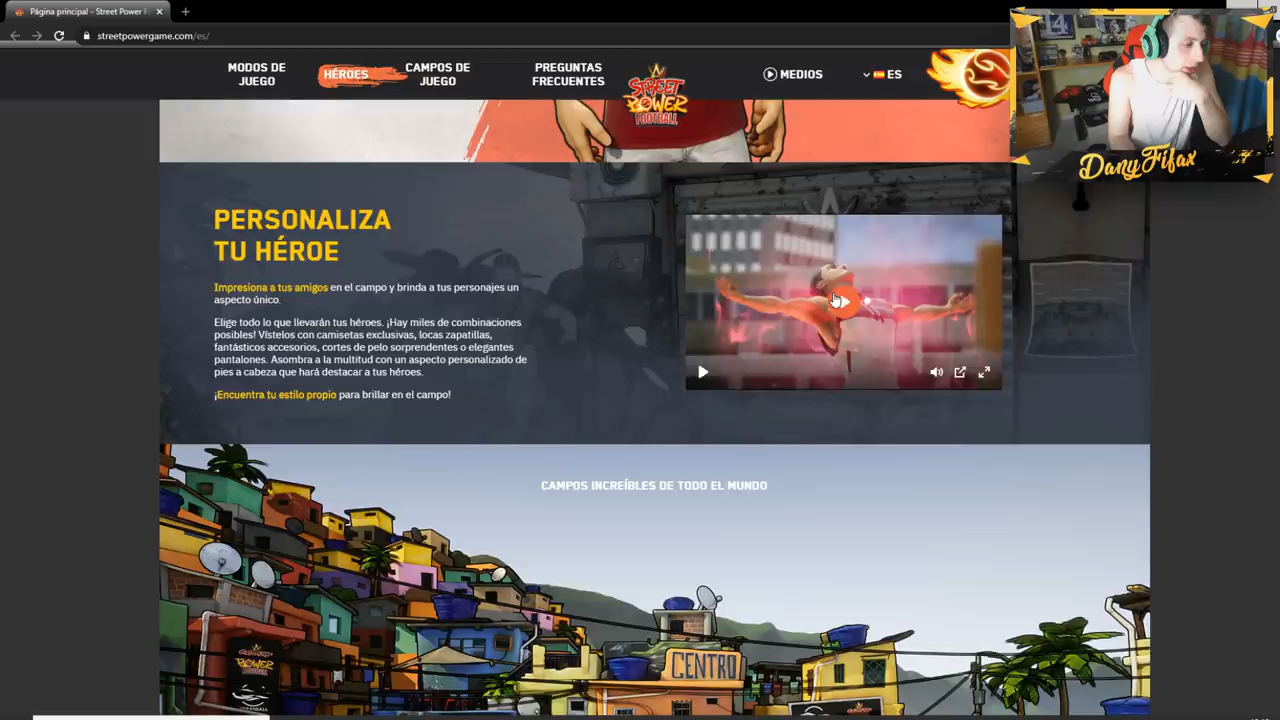 Página principal - Street Power F
streetpowergame.com/es/
MODOS DE
JUEGO
HÉROES
CAMPOS DE
JUEGO
PREGUNTAS
FRECUENTES
STREET
POWER
FOOTBALL
MEDIOS
ES
DanyFifax
PERSONALIZA
TU HÉROE
Impresiona a tus amigos en el campo y brinda a tus personajes un
aspecto único.
Elige todo lo que llevarán tus héroes. ¡Hay miles de combinaciones
posibles! Vístelos con camisetas exclusivas, locas zapatillas,
fantásticos accesorios, cortes de pelo sorprendentes o elegantes
pantalones. Asombra a la multitud con un aspecto personalizado de
pies a cabeza que hará destacar a tus héroes.
¡Encuentra tu estilo propio para brillar en el campo!
CAMPOS INCREÍBLES DE TODO EL MUNDO
CENTRO
POWER